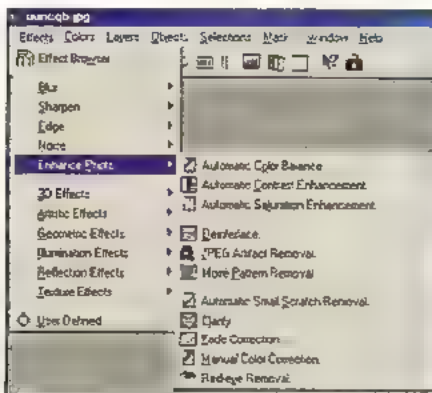 Effects Colors Layers Objects Selections Mask Window Help
Effect Browser
Blur
Sharpen
Edge
Noise
Enhance Photo
3D Effects
Artistic Effects
Geometric Effects
Illumination Effects
Reflection Effects
Texture Effects
User Defined
Automatic Color Balance
Automatic Contrast Enhancement
Automatic Saturation Enhancement
Deinterlace
JPEG Artifact Removal
Moire Pattern Removal
Automatic Small Scratch Removal
Clarify
Fade Correction
Manual Color Correction
Red-eye Removal